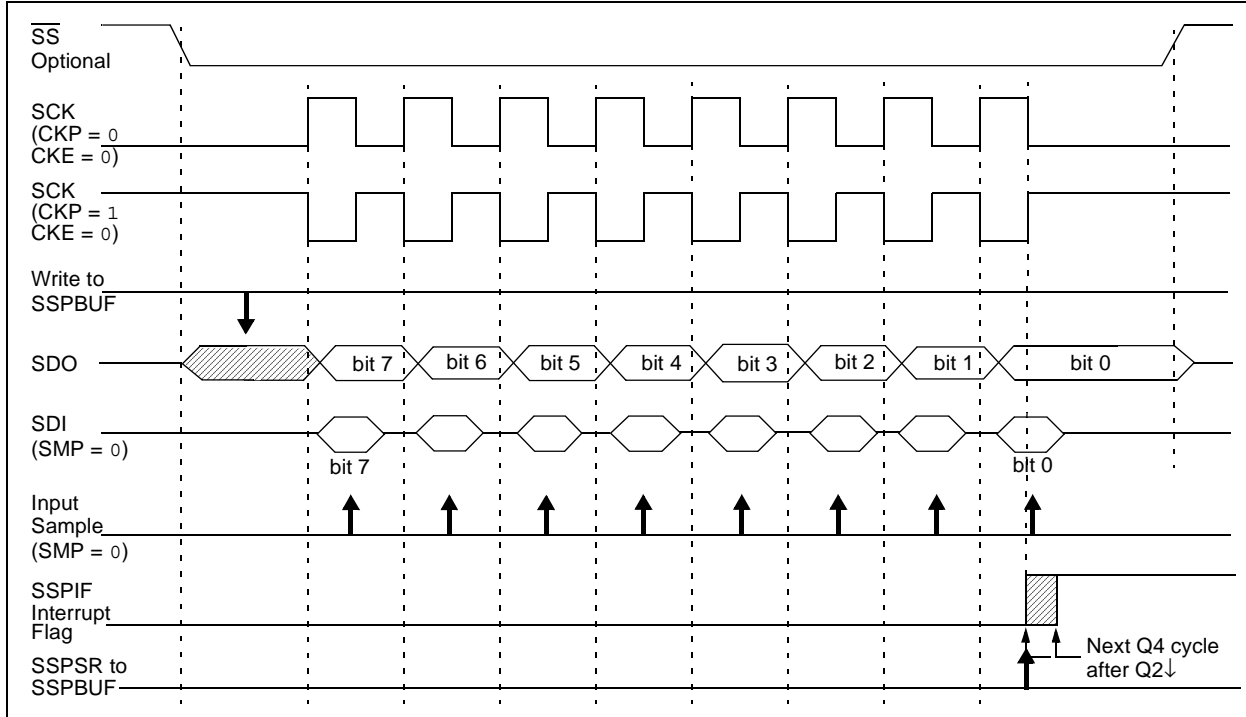 SS
Optional
SCK
(CKP = 0
CKE = 0)
SCK
(CKP = 1
CKE = 0)
Write to
SSPBUF
SDO
bit 7
bit 6
bit 5
bit 4
bit 3
bit 2
bit 1
bit 0
SDI
(SMP = 0)
bit 7
bit 0
Input
Sample
(SMP = 0)
SSPIF
Interrupt
Flag
Next Q4 cycle
after Q2↓
SSPSR to
SSPBUF